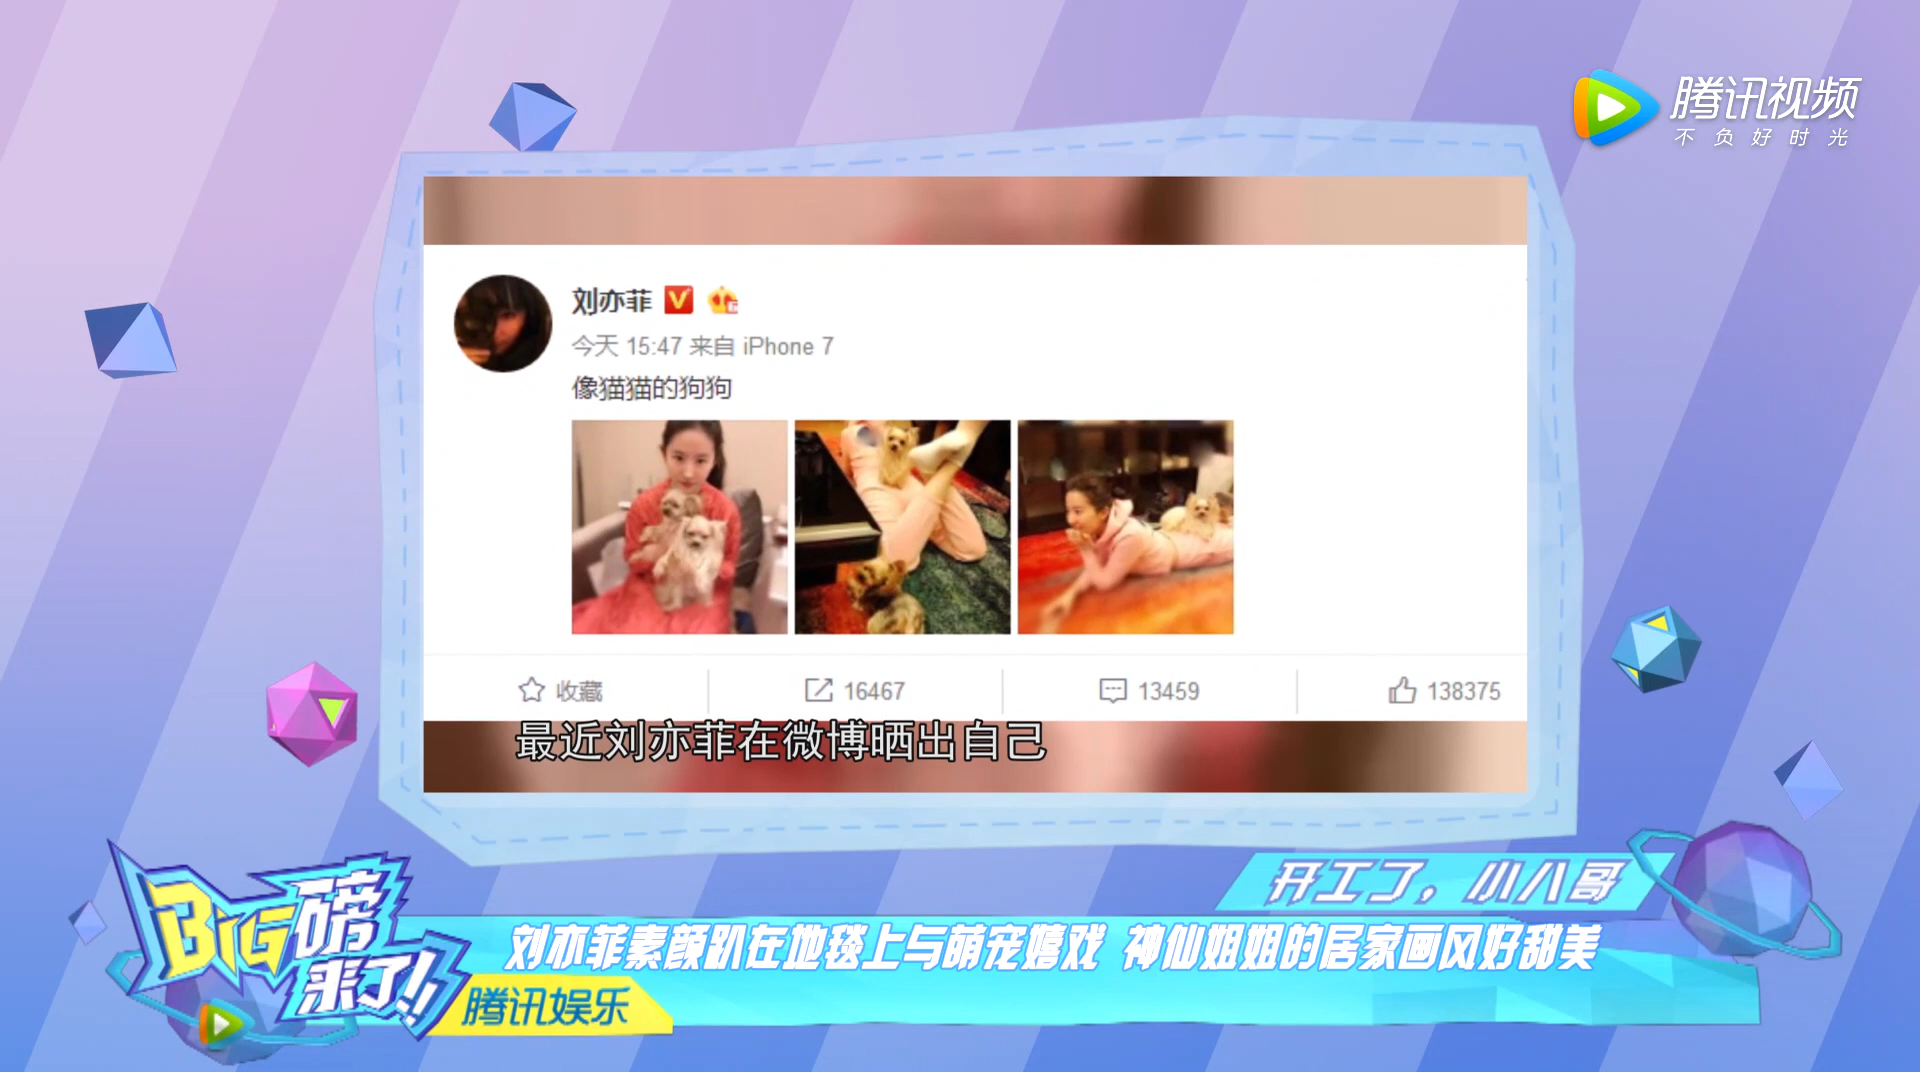 腾讯视频
不负好时光
刘亦菲 V
今天 15:47 来自 iPhone 7
像猫猫的狗狗
收藏 16467 13459 138375
最近刘亦菲在微博晒出自己
开工了，小八哥
BIG磅来了!!
刘亦菲素颜趴在地毯上与萌宠嬉戏 神仙姐姐的居家画风好甜美
腾讯娱乐